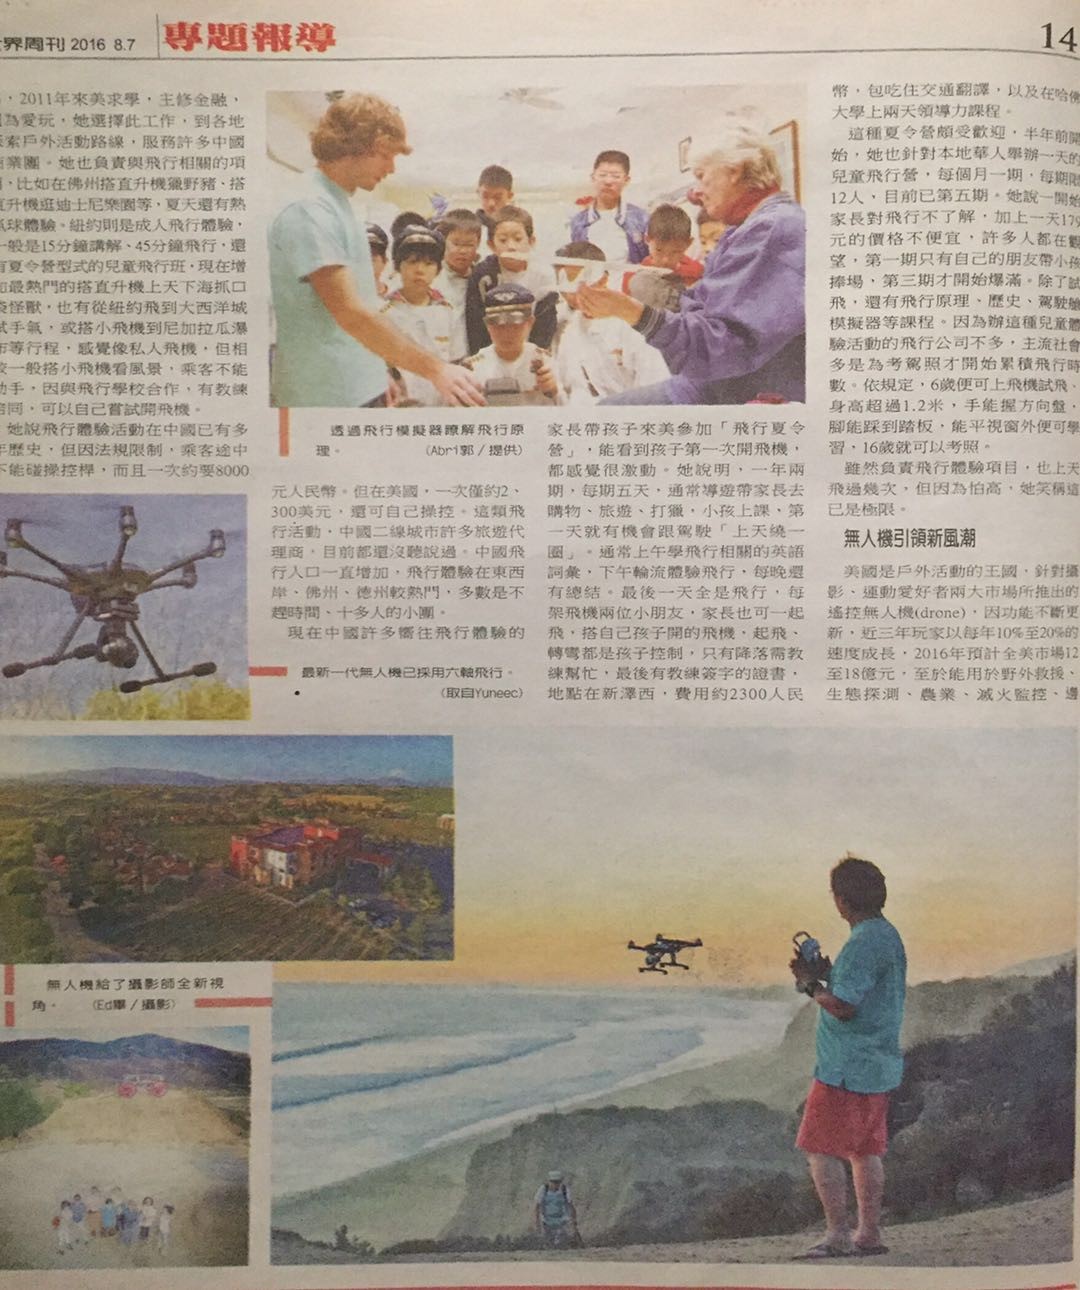 界周刊 2016 8.7
專題報導
14
，2011年來美求學，主修金融，
為愛玩，她選擇此工作，到各地
索戶外活動路線，服務許多中國
業團。她也負責與飛行相關的項
，比如在佛州搭直升機獵野豬、搭
升機逛迪士尼樂園等，夏天還有熱
氣球體驗。紐約則是成人飛行體驗，
一般是15分鐘講解、45分鐘飛行，還
有夏令營型式的兒童飛行班，現在增
加最熱門的搭直升機上天下海抓口
袋怪獸，也有從紐約飛到大西洋城
試手氣，或搭小飛機到尼加拉瓜瀑
布等行程，感覺像私人飛機，但相
較一般搭小飛機看風景，乘客不能
動手，因與飛行學校合作，有教練
陪同，可以自己嘗試開飛機。
她說飛行體驗活動在中國已有多
年歷史，但因法規限制，乘客途中
不能碰操控桿，而且一次約要8000
透過飛行模擬器瞭解飛行原
理。 （Abri郭／提供）
元人民幣。但在美國，一次僅約2、
300美元，還可自己操控。這類飛
行活動，中國二線城市許多旅遊代
理商，目前都還沒聽說過。中國飛
行人口一直增加，飛行體驗在東西
岸、佛州、德州較熱門，多數是不
趕時間、十多人的小團。
現在中國許多嚮往飛行體驗的
最新一代無人機已採用六軸飛行。
（取自Yuneec）
家長帶孩子來美參加「飛行夏令
營」，能看到孩子第一次開飛機，
都感覺很激動。她說明，一年兩
期，每期五天，通常導遊帶家長去
購物、旅遊、打獵，小孩上課，第
一天就有機會跟駕駛「上天繞一
圈」。通常上午學飛行相關的英語
詞彙，下午輪流體驗飛行，每晚還
有總結。最後一天全是飛行，每
架飛機兩位小朋友，家長也可一起
飛，搭自己孩子開的飛機，起飛、
轉彎都是孩子控制，只有降落需教
練幫忙，最後有教練簽字的證書，
地點在新澤西，費用約2300人民
幣，包吃住交通翻譯，以及在哈佛
大學上兩天領導力課程。
這種夏令營頗受歡迎，半年前開
始，她也針對本地華人舉辦一天的
兒童飛行營，每個月一期，每期限
12人，目前已第五期。她說一開始
家長對飛行不了解，加上一天179
元的價格不便宜，許多人都在觀
望，第一期只有自己的朋友帶小孩
捧場，第三期才開始爆滿。除了試
飛，還有飛行原理、歷史、駕駛艙
模擬器等課程。因為辦這種兒童體
驗活動的飛行公司不多，主流社會
多是為考駕照才開始累積飛行時
數。依規定，6歲便可上飛機試飛，
身高超過1.2米，手能握方向盤，
腳能踩到踏板，能平視窗外便可學
習，16歲就可以考照。
雖然負責飛行體驗項目，也上天
飛過幾次，但因為怕高，她笑稱這
已是極限。
無人機引領新風潮
美國是戶外活動的王國，針對攝
影、運動愛好者兩大市場所推出的
遙控無人機(drone)，因功能不斷更
新，近三年玩家以每年10%至20%的
速度成長，2016年預計全美市場12
至18億元，至於能用於野外救援、
生態探測、農業、滅火監控、邊
無人機給了攝影師全新視
角。 （Ed畢／攝影）